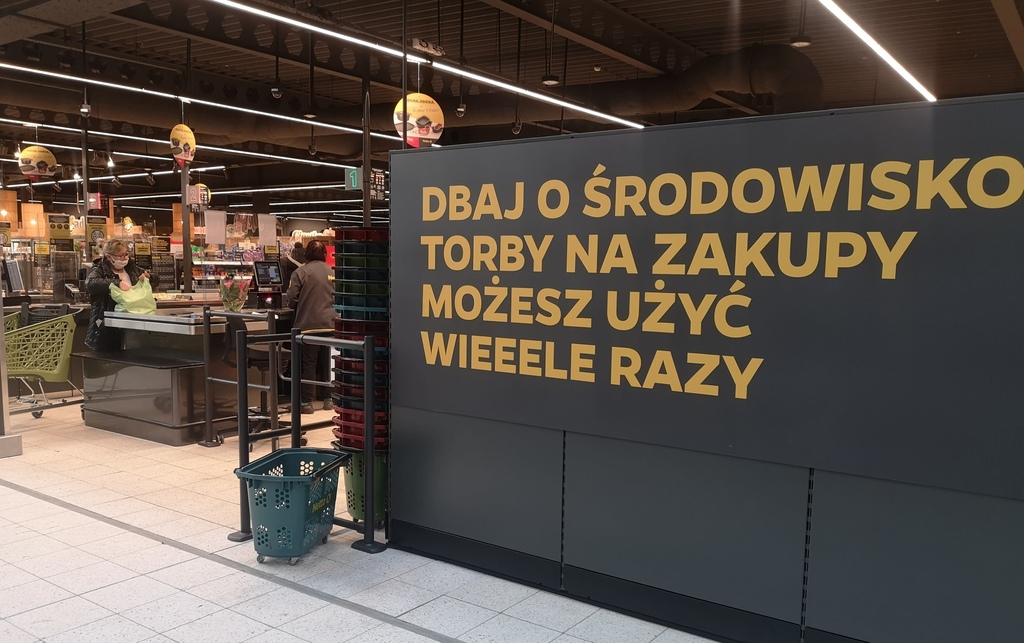 DBAJ O ŚRODOWISKO
TORBY NA ZAKUPY
MOŻESZ UŻYĆ
WIEEELE RAZY
1